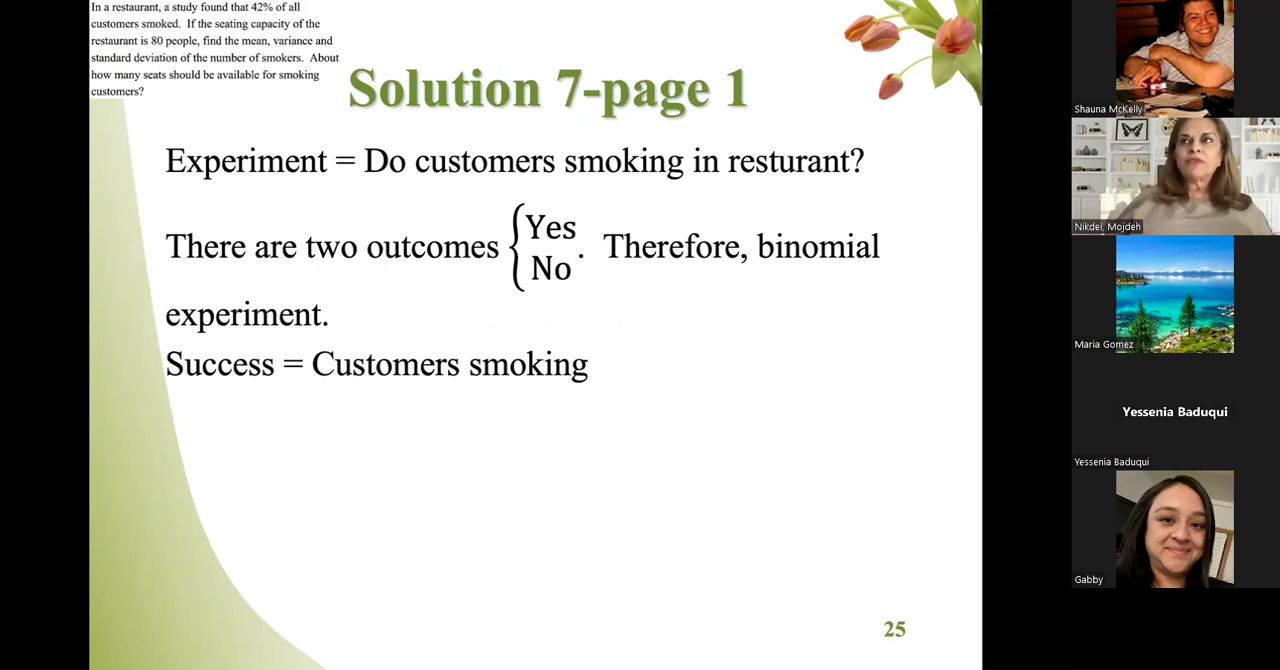 In a restaurant, a study found that 42% of all
customers smoked. If the seating capacity of the
restaurant is 80 people, find the mean, variance and
standard deviation of the number of smokers. About
how many seats should be available for smoking
customers?
Solution 7-page 1
Experiment = Do customers smoking in resturant?
There are two outcomes { Yes No . Therefore, binomial
experiment.
Success = Customers smoking
25
Shauna McKelly
Nikdel, Mojdeh
Maria Gomez
Yessenia Baduqui
Yessenia Baduqui
Gabby